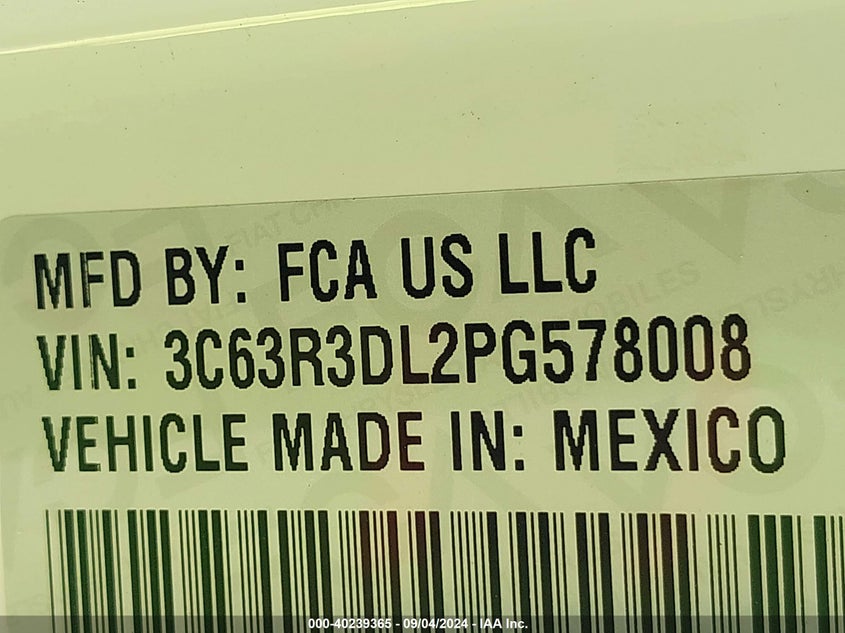 MFD BY: FCA US LLC
VIN: 3C63R3DL2PG578008
VEHICLE MADE IN: MEXICO
000-40239365 - 09/04/2024 - IAA Inc.